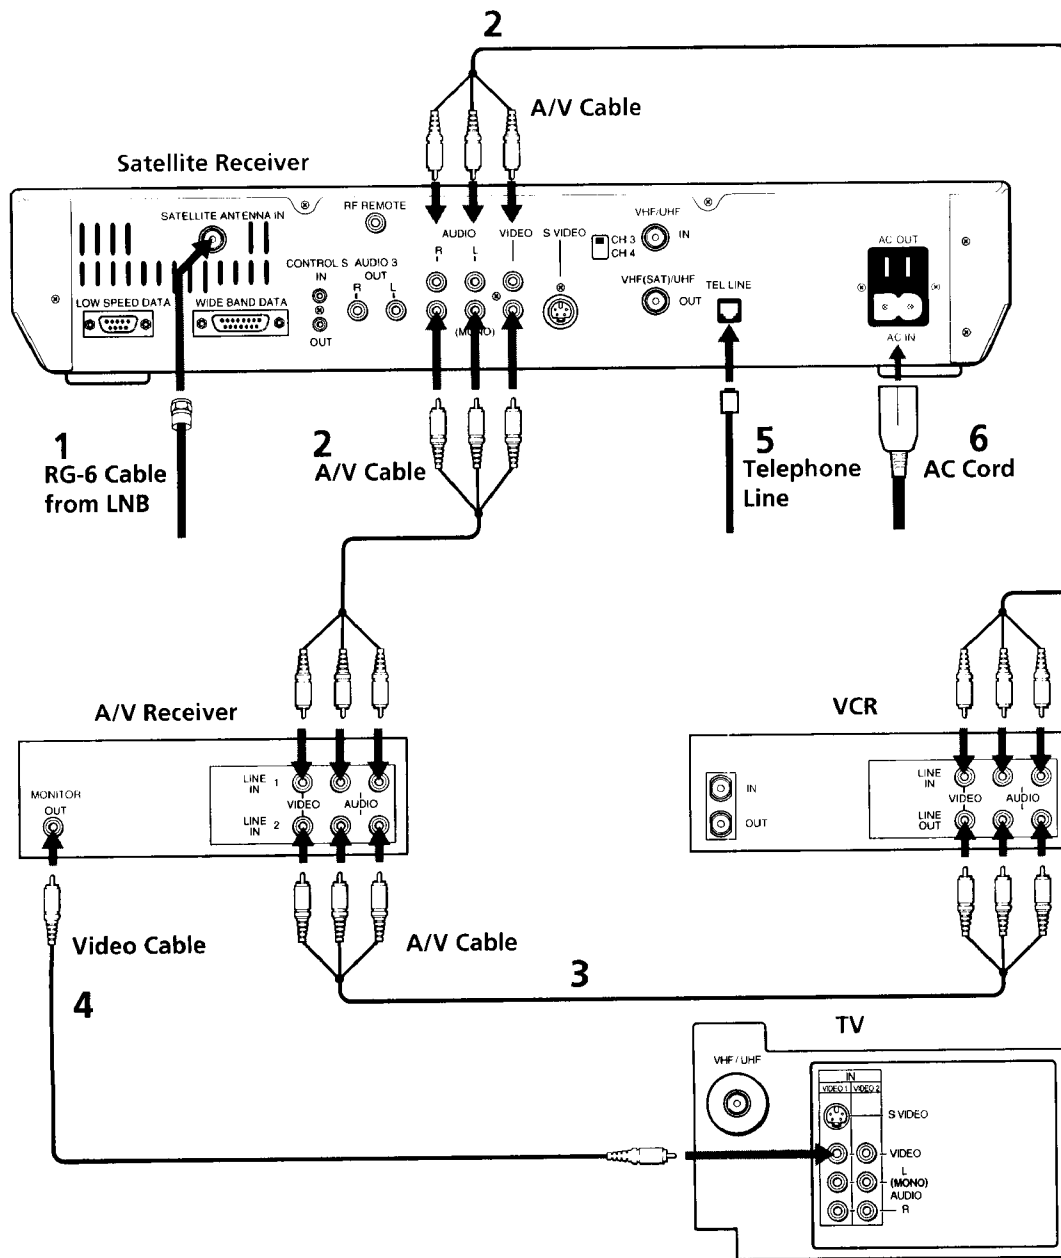 2
A/V Cable
Satellite Receiver
SATELLITE ANTENNA IN
RF REMOTE
AUDIO
R
L
VIDEO
S VIDEO
CH 3
CH 4
VHF/UHF
IN
AC OUT
CONTROL S
IN
OUT
AUDIO 3
OUT
R
L
VHF(SAT)/UHF
OUT
TEL LINE
LOW SPEED DATA
WIDE BAND DATA
(MONO)
AC IN
1
RG-6 Cable
from LNB
2
A/V Cable
5
Telephone
Line
6
AC Cord
A/V Receiver
MONITOR
OUT
LINE
IN
1
VIDEO
AUDIO
LINE
IN
2
VCR
IN
OUT
LINE
IN
VIDEO
AUDIO
LINE
OUT
Video Cable
A/V Cable
3
4
TV
VHF / UHF
IN
VIDEO 1
VIDEO 2
S VIDEO
VIDEO
L
(MONO)
AUDIO
R